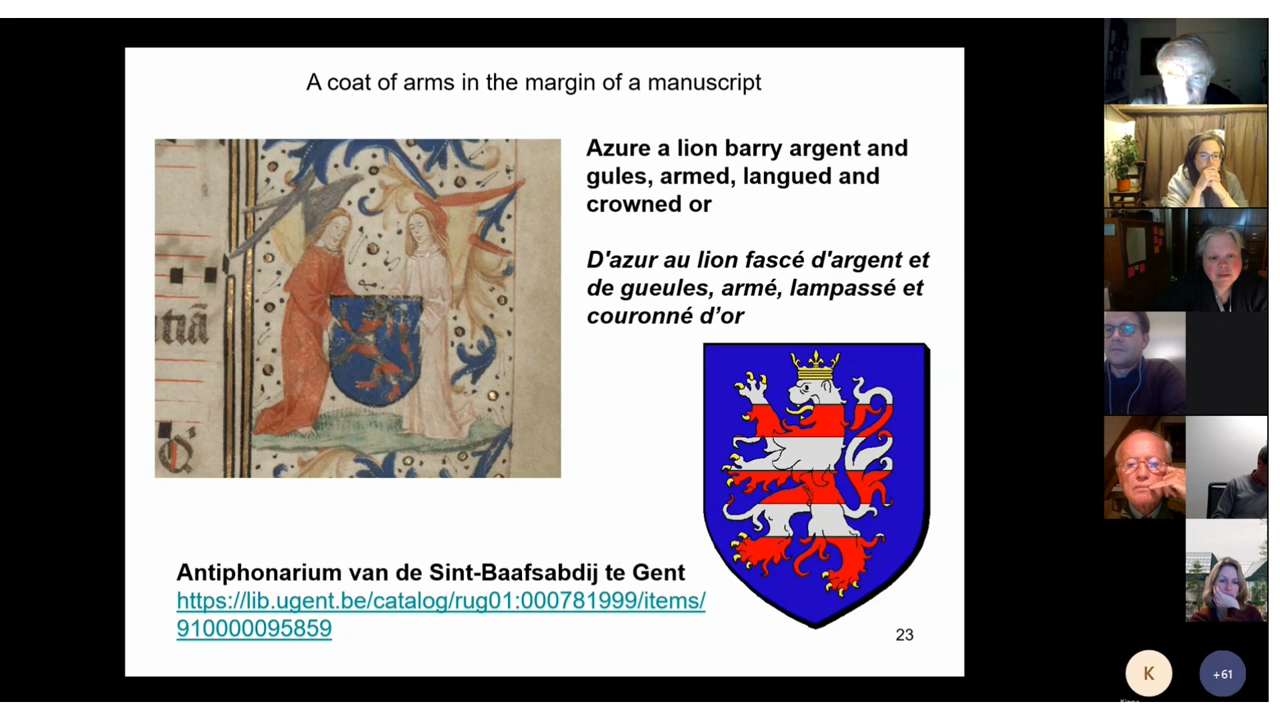 A coat of arms in the margin of a manuscript
Azure a lion barry argent and
gules, armed, langued and
crowned or
D'azur au lion fascé d'argent et
de gueules, armé, lampassé et
couronné d’or
tiã
Antiphonarium van de Sint-Baafsabdij te Gent
https://lib.ugent.be/catalog/rug01:000781999/items/
910000095859
23
K
+61